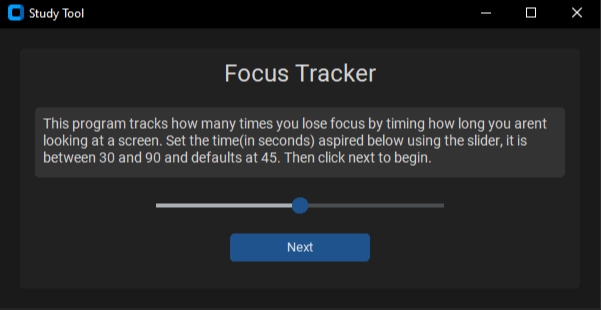 Study Tool
Focus Tracker
This program tracks how many times you lose focus by timing how long you arent
looking at a screen. Set the time(in seconds) aspired below using the slider, it is
between 30 and 90 and defaults at 45. Then click next to begin.
Next